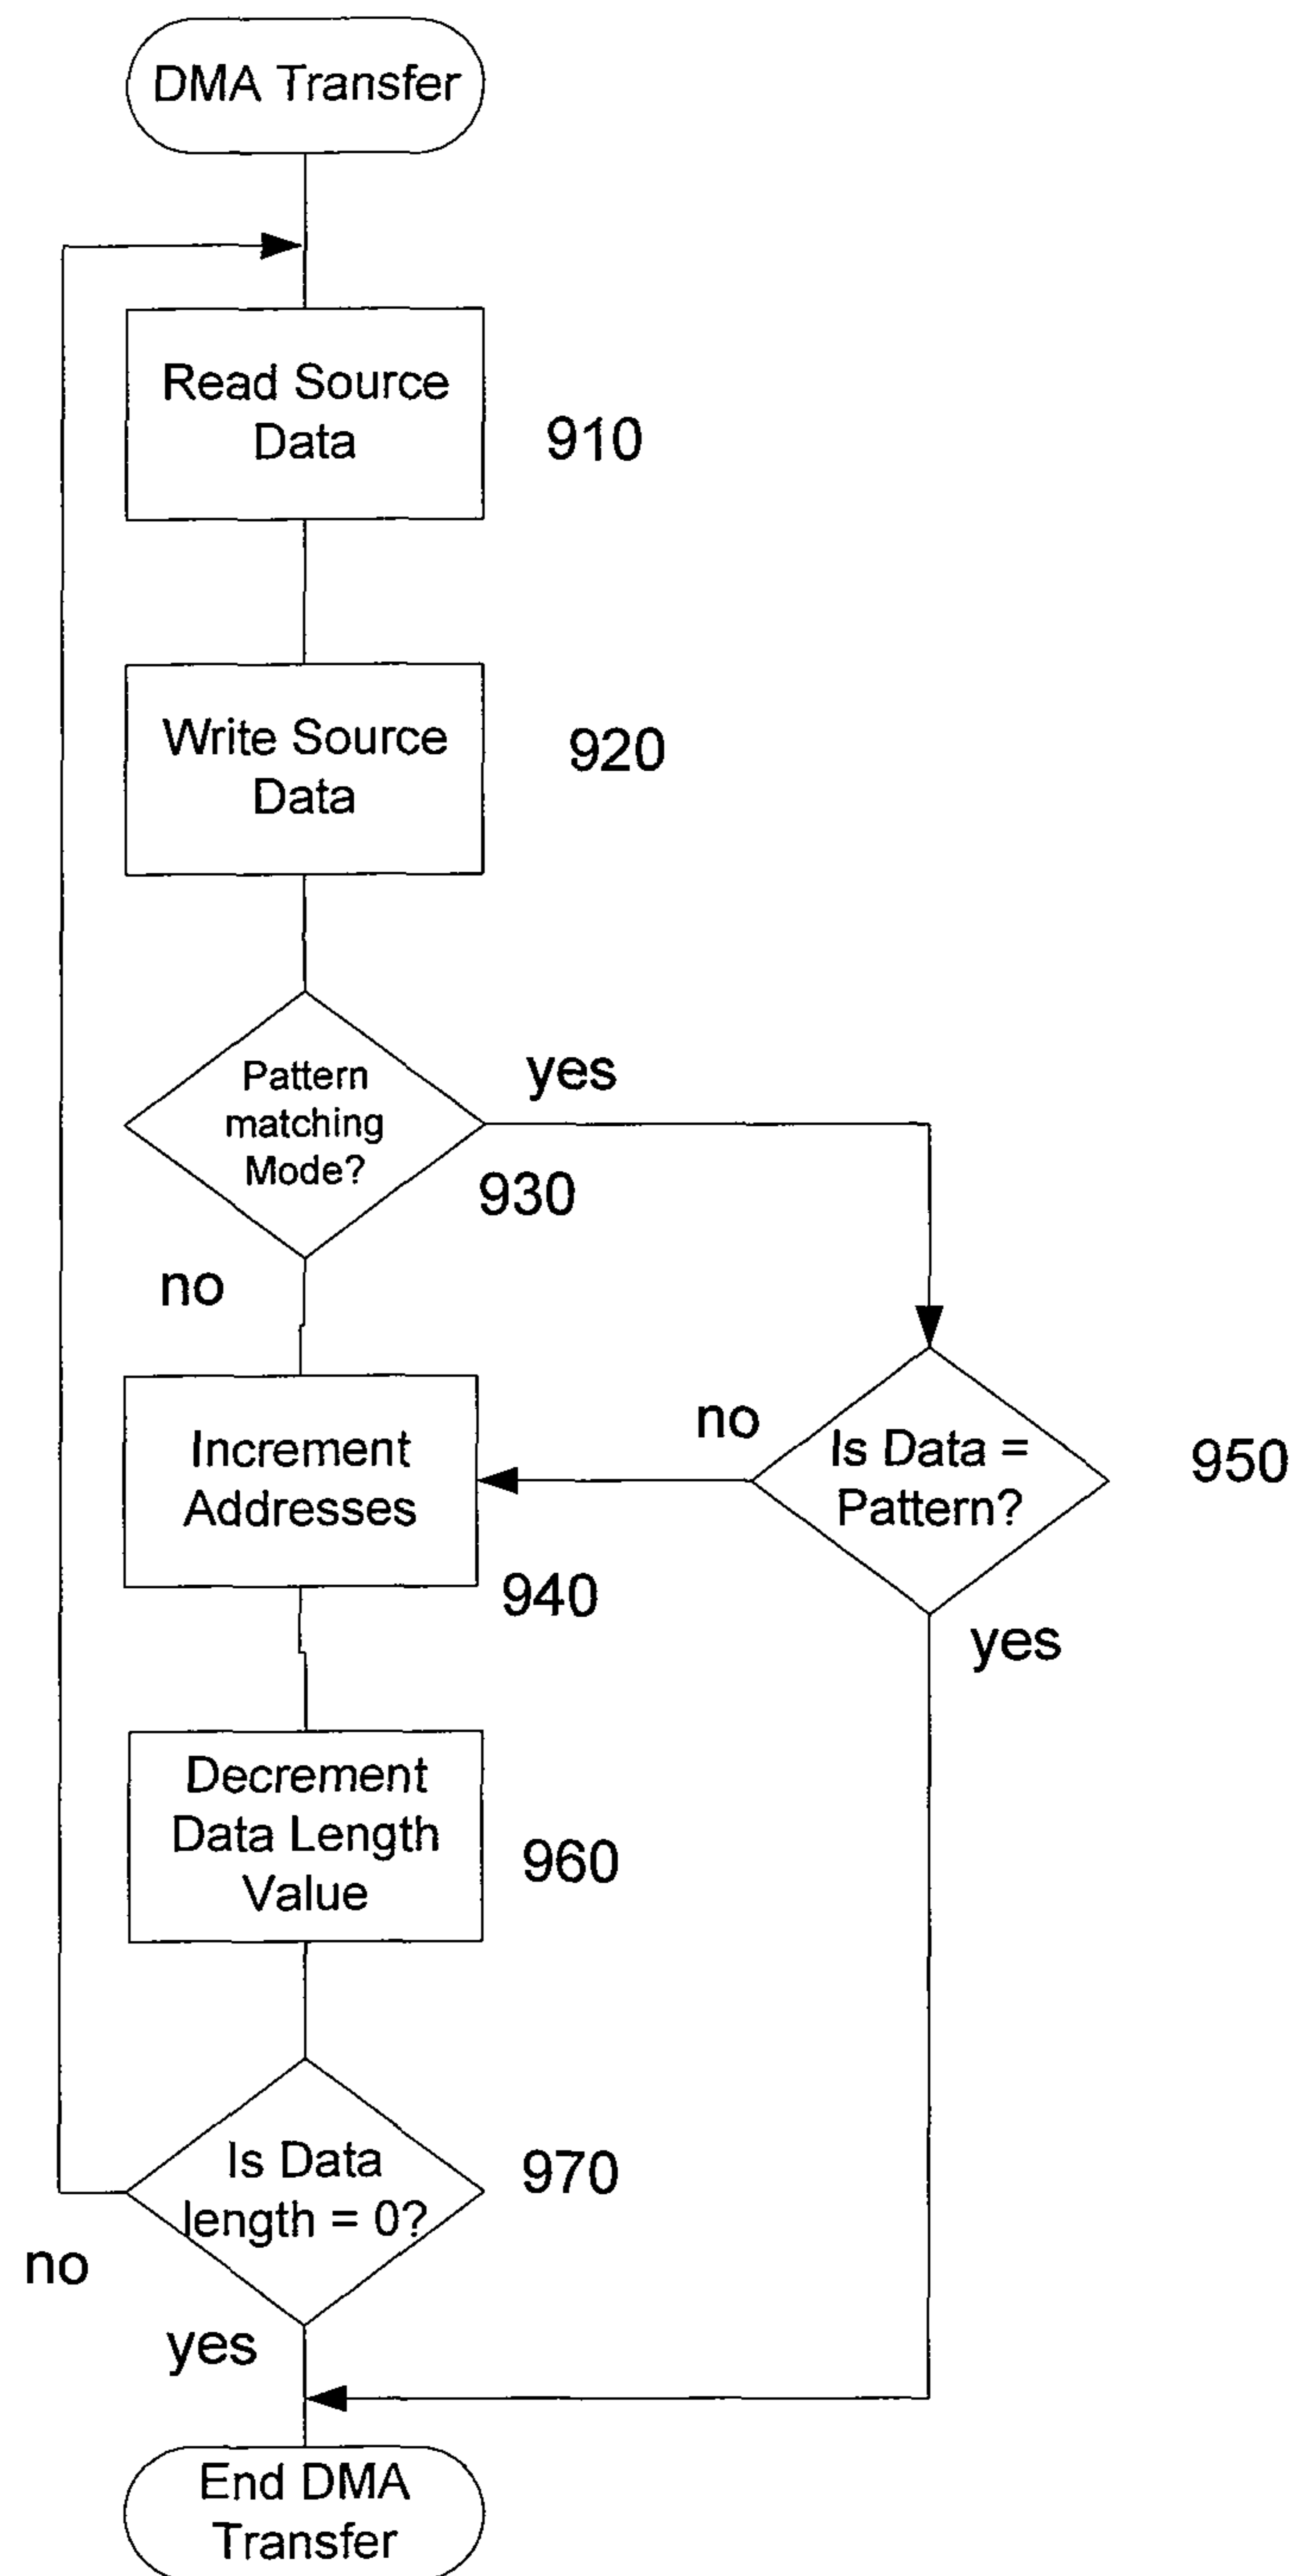 DMA Transfer
Read Source
Data
910
Write Source
Data
920
Pattern
matching
Mode?
yes
930
no
Increment
Addresses
940
no
Is Data =
Pattern?
950
yes
Decrement
Data Length
Value
960
Is Data
length = 0?
970
no
yes
End DMA
Transfer